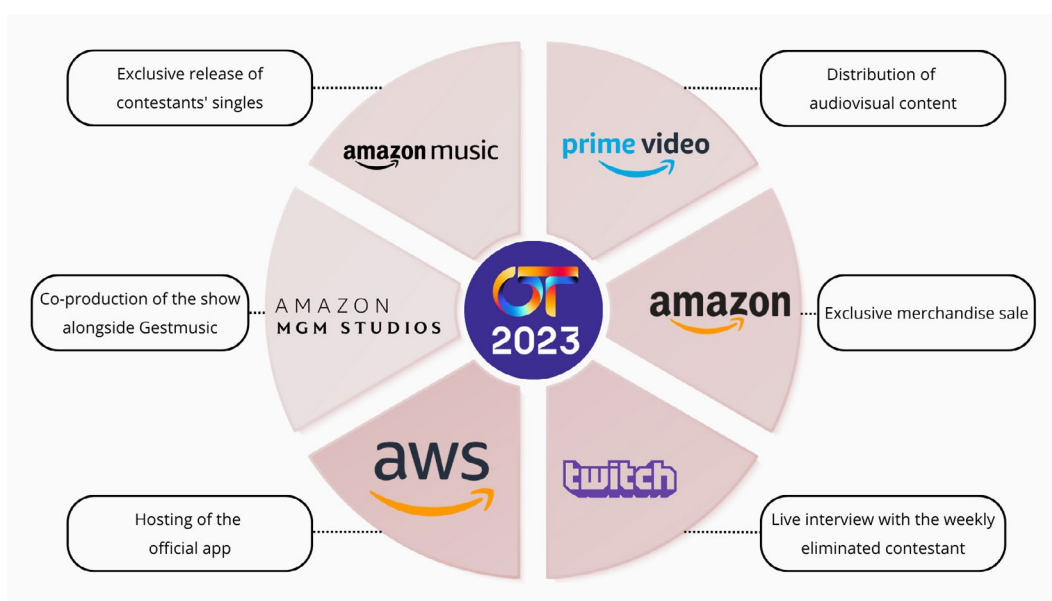 Exclusive release of
contestants' singles
Distribution of
audiovisual content
amazon music
prime video
Co-production of the show
alongside Gestmusic
AMAZON
MGM STUDIOS
OT
2023
amazon
Exclusive merchandise sale
aws
twitch
Hosting of the
official app
Live interview with the weekly
eliminated contestant